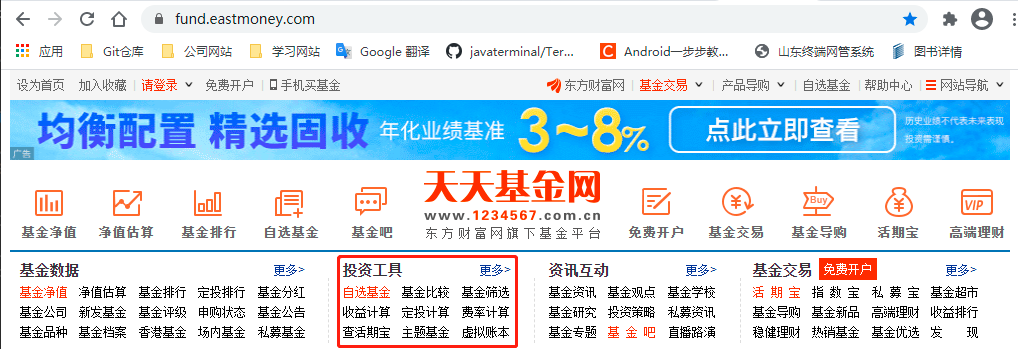 fund.eastmoney.com
应用 Git仓库 公司网站 学习网站 Google 翻译 javaterminal/Ter... Android一步步教... 山东终端网管系统 图书详情
设为首页 加入收藏 请登录 免费开户 手机买基金 东方财富网 基金交易 产品导购 自选基金 帮助中心 网站导航
均衡配置 精选固收 年化业绩基准 3~8% 点此立即查看 历史业绩不代表未来表现
投资需谨慎。
广告
天天基金网
www.1234567.com.cn
东方财富网旗下基金平台
Buy VIP
基金净值 净值估算 基金排行 自选基金 基金吧 免费开户 基金交易 基金导购 活期宝 高端理财
基金数据 更多>
基金净值 净值估算 基金排行 定投排行 基金分红
基金公司 新发基金 基金评级 申购状态 基金公告
基金品种 基金档案 香港基金 场内基金 私募基金
投资工具 更多>
自选基金 基金比较 基金筛选
收益计算 定投计算 费率计算
查活期宝 主题基金 虚拟账本
资讯互动 更多>
基金资讯 基金观点 基金学校
基金研究 投资策略 私募资讯
基金专题 基 金 吧 直播路演
基金交易 免费开户 更多>
活 期 宝 指 数 宝 私 募 宝 基金超市
基金导购 基金新品 高端理财 收益排行
稳健理财 热销基金 基金优选 发 现